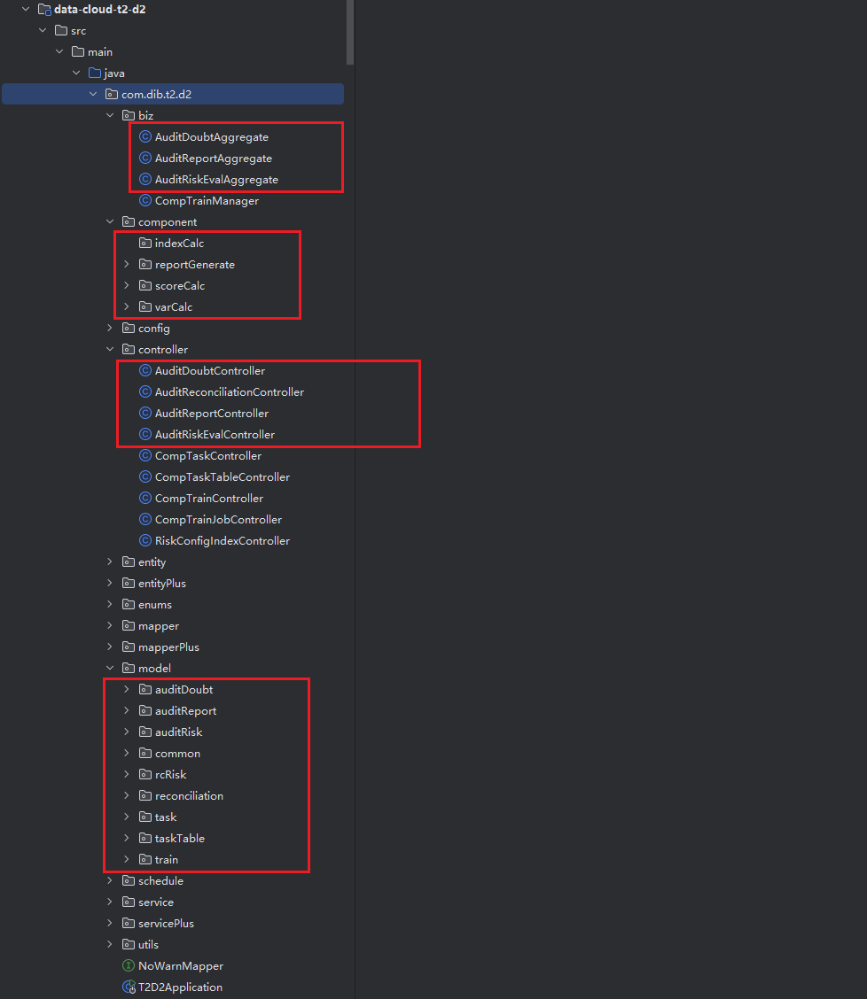 data-cloud-t2-d2
src
main
java
com.dib.t2.d2
biz
AuditDoubtAggregate
AuditReportAggregate
AuditRiskEvalAggregate
CompTrainManager
component
indexCalc
reportGenerate
scoreCalc
varCalc
config
controller
AuditDoubtController
AuditReconciliationController
AuditReportController
AuditRiskEvalController
CompTaskController
CompTaskTableController
CompTrainController
CompTrainJobController
RiskConfigIndexController
entity
entityPlus
enums
mapper
mapperPlus
model
auditDoubt
auditReport
auditRisk
common
rcRisk
reconciliation
task
taskTable
train
schedule
service
servicePlus
utils
NoWarnMapper
T2D2Application